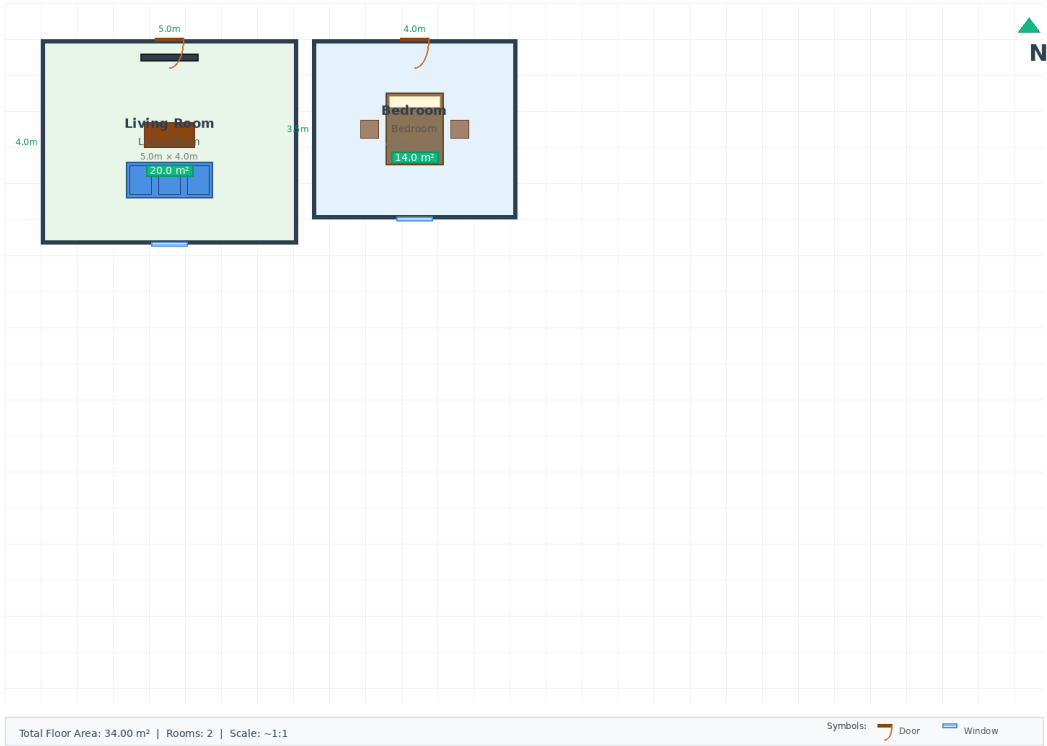 5.0m
4.0m
N
Living Room
5.0m × 4.0m
20.0 m²
4.0m
Bedroom
Bedroom
14.0 m²
Total Floor Area: 34.00 m² | Rooms: 2 | Scale: ~1:1
Symbols:
Door
Window